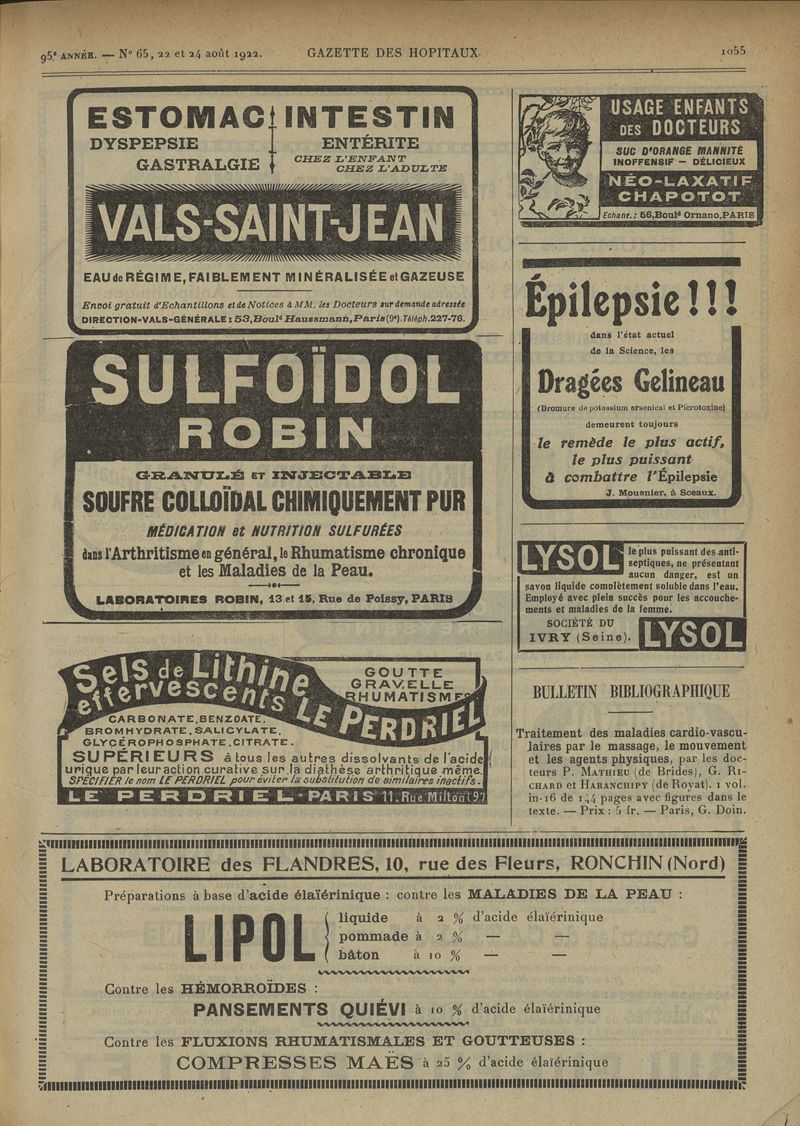 95.e ANNÉE. — No 65, 22 et 24 août 1922. GAZETTE DES HOPITAUX 1055
ESTOMAC INTESTIN
DYSPEPSIE ENTÉRITE
GASTRALGIE CHEZ L'ENFANT
CHEZ L'ADULTE
VALS-SAINT-JEAN
EAU de RÉGIME, FAIBLEMENT MINÉRALISÉE et GAZEUSE
Envoi gratuit d'Echantillons et de Notices à MM. les Docteurs sur demande adressée
DIRECTION-VALS-GÉNÉRALE : 53, Bould Haussmann, Paris (9e). Téléph. 227-76.
SULFOÏDOL
ROBIN
GRANULÉ ET INJECTABLE
SOUFRE COLLOÏDAL CHIMIQUEMENT PUR
MÉDICATION et NUTRITION SULFURÉES
dans l'Arthritisme en général, le Rhumatisme chronique
et les Maladies de la Peau.
LABORATOIRES ROBIN, 13 et 15, Rue de Poissy, PARIS
Sels de Lithine
effervescents LE PERDRIEL
GOUTTE
GRAVELLE
RHUMATISMES
CARBONATE, BENZOATE,
BROMHYDRATE, SALICYLATE,
GLYCÉROPHOSPHATE, CITRATE.
SUPÉRIEURS à tous les autres dissolvants de l'acide
urique par leur action curative sur la diathèse arthritique même.
SPÉCIFIER le nom LE PERDRIEL pour éviter la substitution de similaires inactifs.
LE PERDRIEL - PARIS 11. Rue Milton (9e)
USAGE ENFANTS
DES DOCTEURS
SUC D'ORANGE MANNITÉ
INOFFENSIF — DÉLICIEUX
NÉO-LAXATIF
CHAPOTOT
Echant. : 56, Bould Ornano, PARIS
Épilepsie !!!
dans l'état actuel
de la Science, les
Dragées Gelineau
(Bromure de potassium arsenical et Picrotoxine)
demeurent toujours
le remède le plus actif,
le plus puissant
à combattre l'Épilepsie
J. Mousnier, à Sceaux.
LYSOL
le plus puissant des anti-
septiques, ne présentant
aucun danger, est un
savon liquide complètement soluble dans l'eau.
Employé avec plein succès pour les accouche-
ments et maladies de la femme.
SOCIÉTÉ DU
IVRY (Seine). LYSOL
BULLETIN BIBLIOGRAPHIQUE
Traitement des maladies cardio-vascu-
laires par le massage, le mouvement
et les agents physiques, par les doc-
teurs P. MATHIEU (de Brides), G. RI-
CHARD et HARANCHIPY (de Royat). 1 vol.
in-16 de 144 pages avec figures dans le
texte. — Prix : 5 fr. — Paris, G. Doin.
LABORATOIRE des FLANDRES, 10, rue des Fleurs, RONCHIN (Nord)
Préparations à base d'acide élaïérinique : contre les MALADIES DE LA PEAU :
LIPOL
liquide à 2 % d'acide élaïérinique
pommade à 2 % — —
bâton à 10 % — —
Contre les HÉMORROÏDES :
PANSEMENTS QUIÉVI à 10 % d'acide élaïérinique
Contre les FLUXIONS RHUMATISMALES ET GOUTTEUSES :
COMPRESSES MAËS à 25 % d'acide élaïérinique